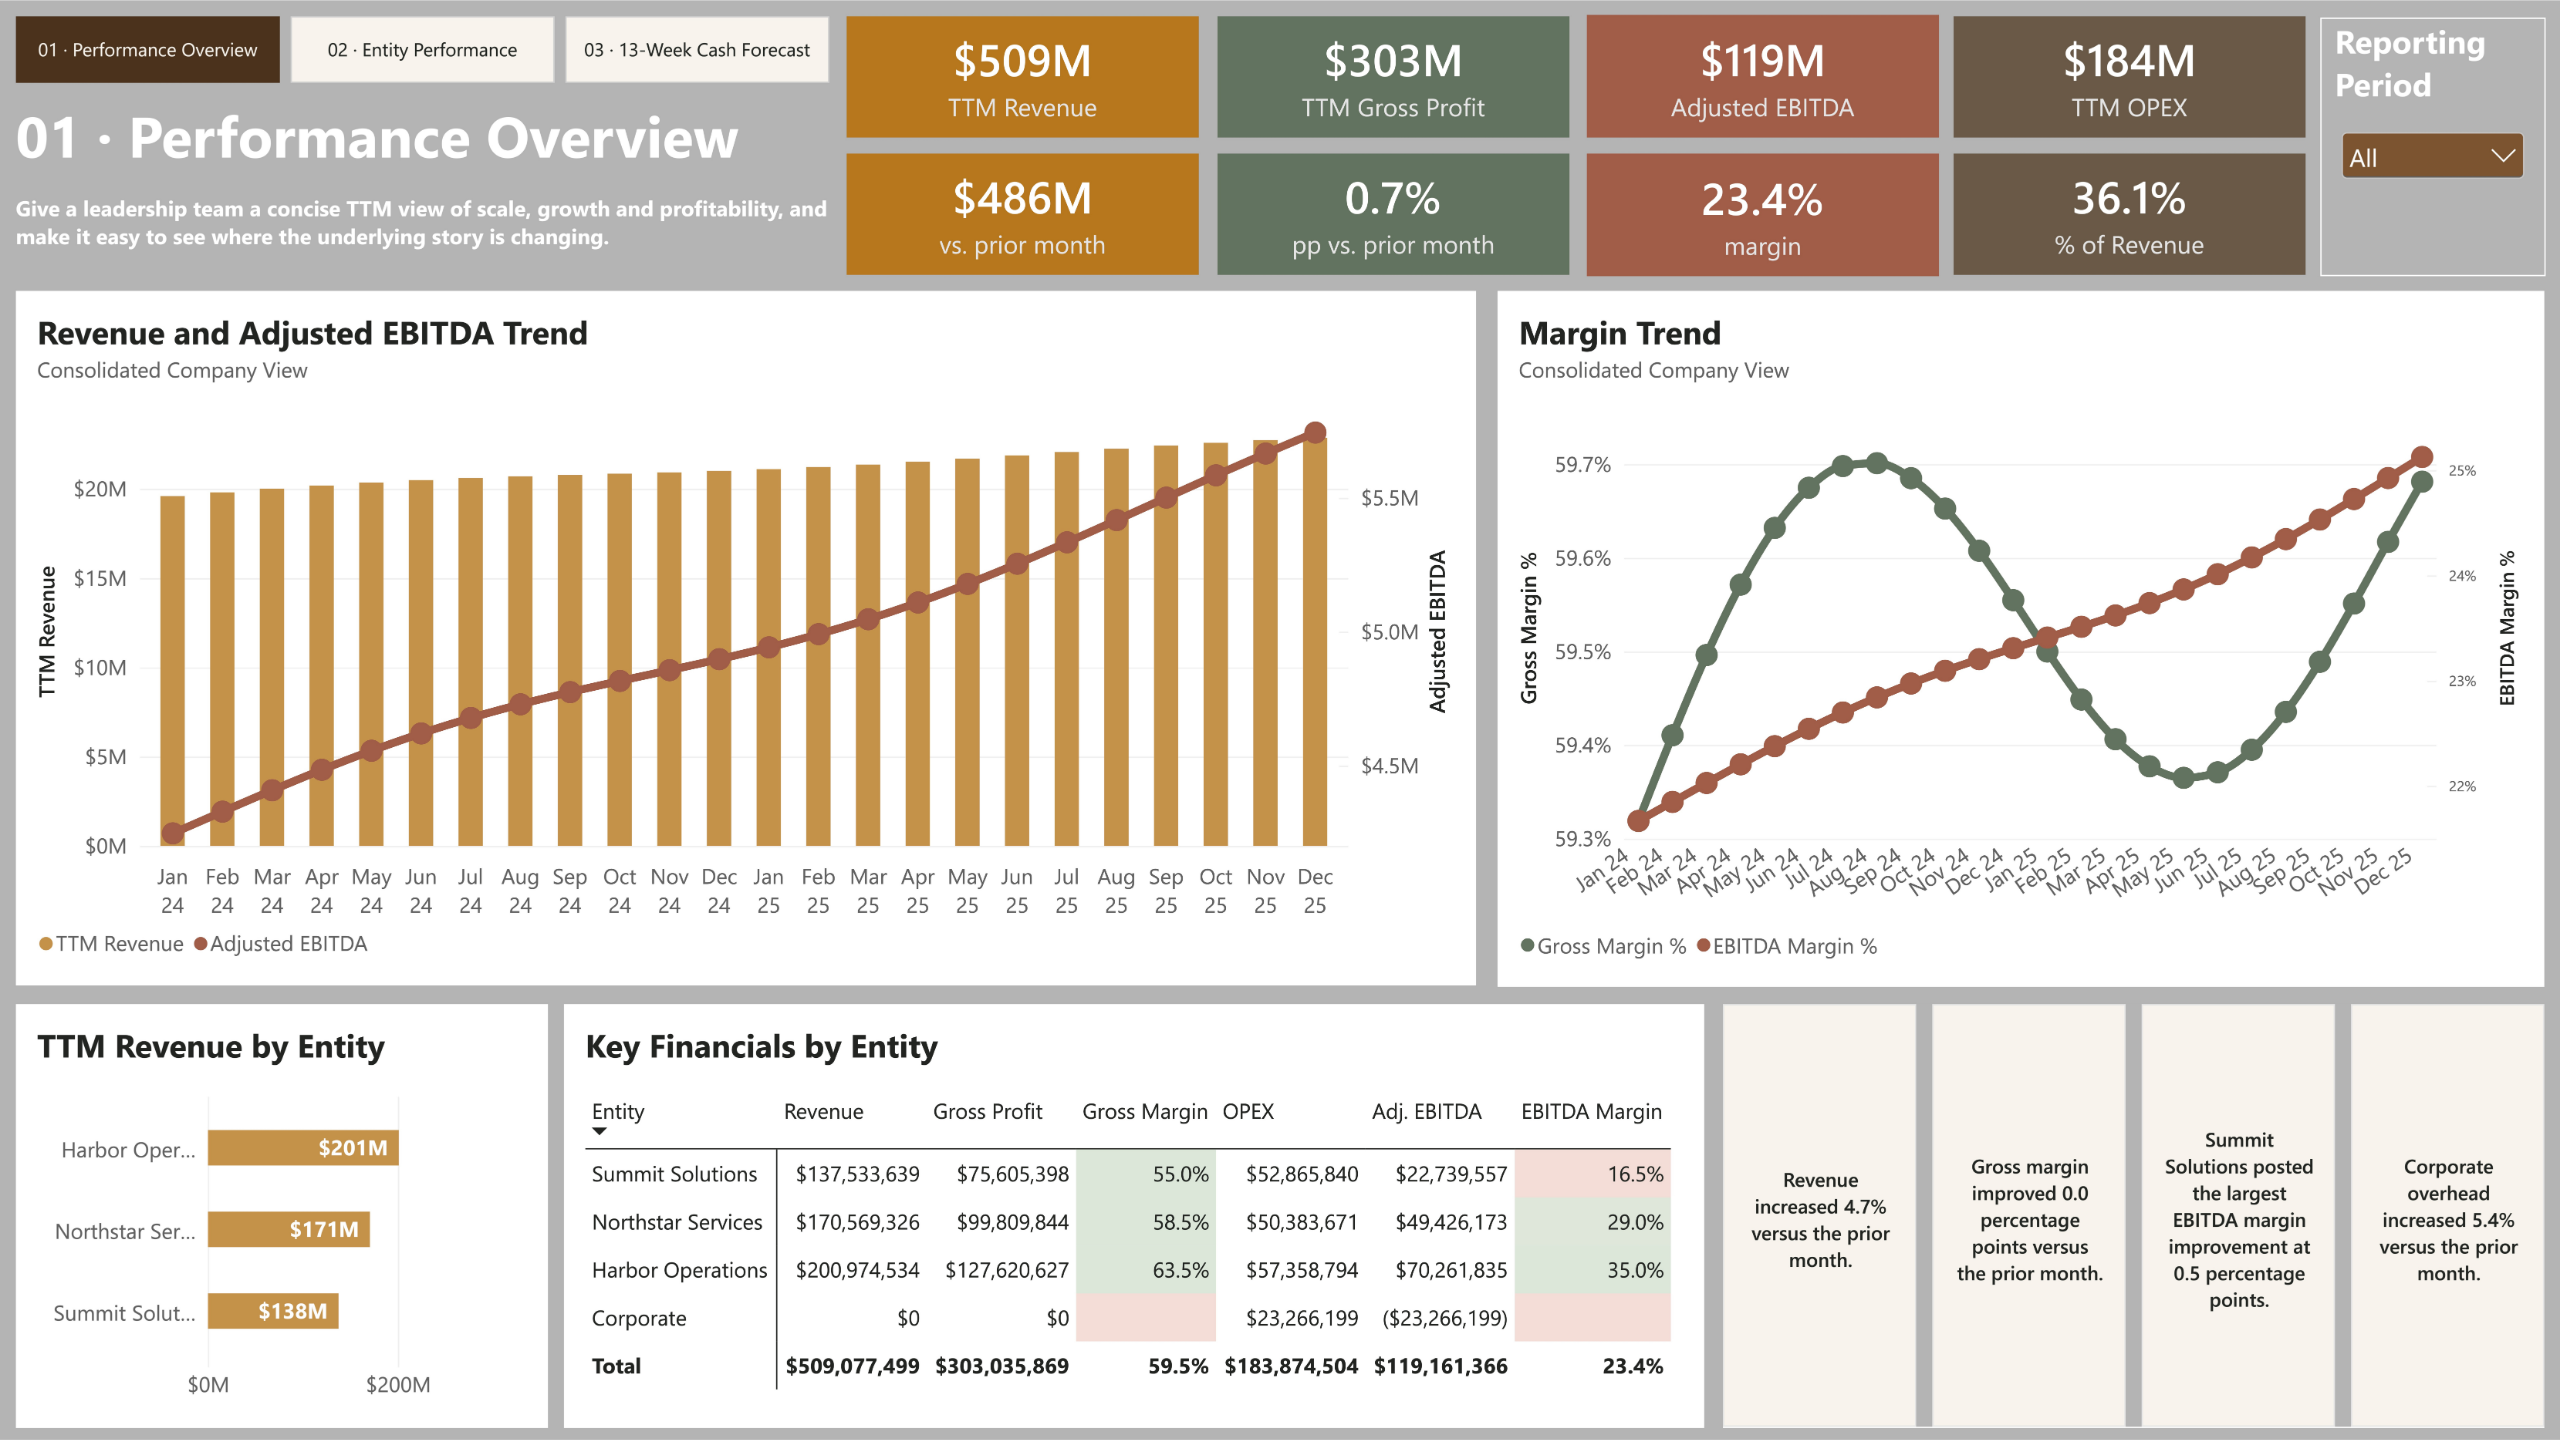 01 · Performance Overview
02 · Entity Performance
03 · 13-Week Cash Forecast
01 · Performance Overview
Give a leadership team a concise TTM view of scale, growth and profitability, and
make it easy to see where the underlying story is changing.
$509M
TTM Revenue
$303M
TTM Gross Profit
$119M
Adjusted EBITDA
$184M
TTM OPEX
$486M
vs. prior month
0.7%
pp vs. prior month
23.4%
margin
36.1%
% of Revenue
Reporting
Period
All
Revenue and Adjusted EBITDA Trend
Consolidated Company View
TTM Revenue
$20M
$15M
$10M
$5M
$0M
$5.5M
$5.0M
$4.5M
Adjusted EBITDA
Jan Feb Mar Apr May Jun Jul Aug Sep Oct Nov Dec Jan Feb Mar Apr May Jun Jul Aug Sep Oct Nov Dec
24 24 24 24 24 24 24 24 24 24 24 24 25 25 25 25 25 25 25 25 25 25 25 25
TTM Revenue Adjusted EBITDA
Margin Trend
Consolidated Company View
Gross Margin %
59.7%
59.6%
59.5%
59.4%
59.3%
25%
24%
23%
22%
EBITDA Margin %
Jan 24 Feb 24 Mar 24 Apr 24 May 24 Jun 24 Jul 24 Aug 24 Sep 24 Oct 24 Nov 24 Dec 24 Jan 25 Feb 25 Mar 25 Apr 25 May 25 Jun 25 Jul 25 Aug 25 Sep 25 Oct 25 Nov 25 Dec 25
Gross Margin % EBITDA Margin %
TTM Revenue by Entity
Harbor Oper... $201M
Northstar Ser... $171M
Summit Solut... $138M
$0M $200M
Key Financials by Entity
Entity Revenue Gross Profit Gross Margin OPEX Adj. EBITDA EBITDA Margin
Summit Solutions $137,533,639 $75,605,398 55.0% $52,865,840 $22,739,557 16.5%
Northstar Services $170,569,326 $99,809,844 58.5% $50,383,671 $49,426,173 29.0%
Harbor Operations $200,974,534 $127,620,627 63.5% $57,358,794 $70,261,835 35.0%
Corporate $0 $0 $23,266,199 ($23,266,199)
Total $509,077,499 $303,035,869 59.5% $183,874,504 $119,161,366 23.4%
Revenue
increased 4.7%
versus the prior
month.
Gross margin
improved 0.0
percentage
points versus
the prior month.
Summit
Solutions posted
the largest
EBITDA margin
improvement at
0.5 percentage
points.
Corporate
overhead
increased 5.4%
versus the prior
month.